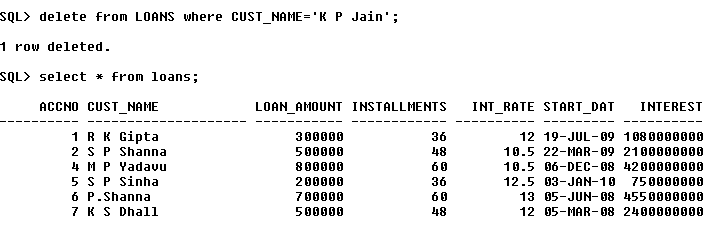 SQL> delete from LOANS where CUST_NAME='K P Jain';
1 row deleted.
SQL> select * from loans;
ACCNO CUST_NAME LOAN_AMOUNT INSTALLMENTS INT_RATE START_DAT INTEREST
---------- -------------------- ----------- ------------ ---------- --------- ----------
1 R K Gipta 300000 36 12 19-JUL-09 1080000000
2 S P Shanna 500000 48 10.5 22-MAR-09 2100000000
4 M P Yadavu 800000 60 10.5 06-DEC-08 4200000000
5 S P Sinha 200000 36 12.5 03-JAN-10 750000000
6 P.Shanna 700000 60 13 05-JUN-08 4550000000
7 K S Dhall 500000 48 12 05-MAR-08 2400000000